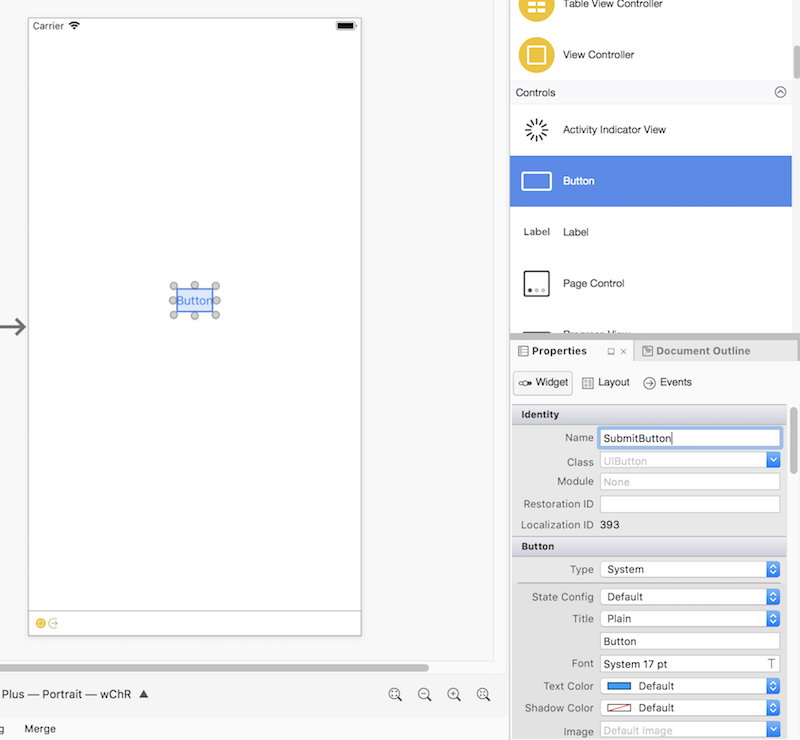 Carrier
Button
Plus — Portrait — wChR
Merge
Table View Controller
View Controller
Controls
Activity Indicator View
Button
Label Label
Page Control
Properties
Document Outline
Widget Layout Events
Identity
Name SubmitButton
Class UIButton
Module None
Restoration ID
Localization ID 393
Button
Type System
State Config Default
Title Plain
Button
Font System 17 pt T
Text Color Default
Shadow Color Default
Image Default Image